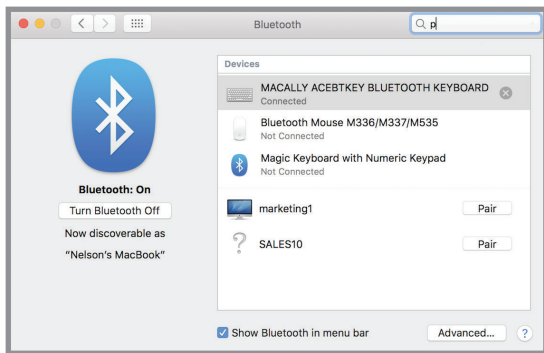 Bluetooth
p
Devices
MACALLY ACEBTKEY BLUETOOTH KEYBOARD
Connected
Bluetooth Mouse M336/M337/M535
Not Connected
Magic Keyboard with Numeric Keypad
Not Connected
marketing1 Pair
SALES10 Pair
Bluetooth: On
Turn Bluetooth Off
Now discoverable as
"Nelson's MacBook"
Show Bluetooth in menu bar
Advanced... ?